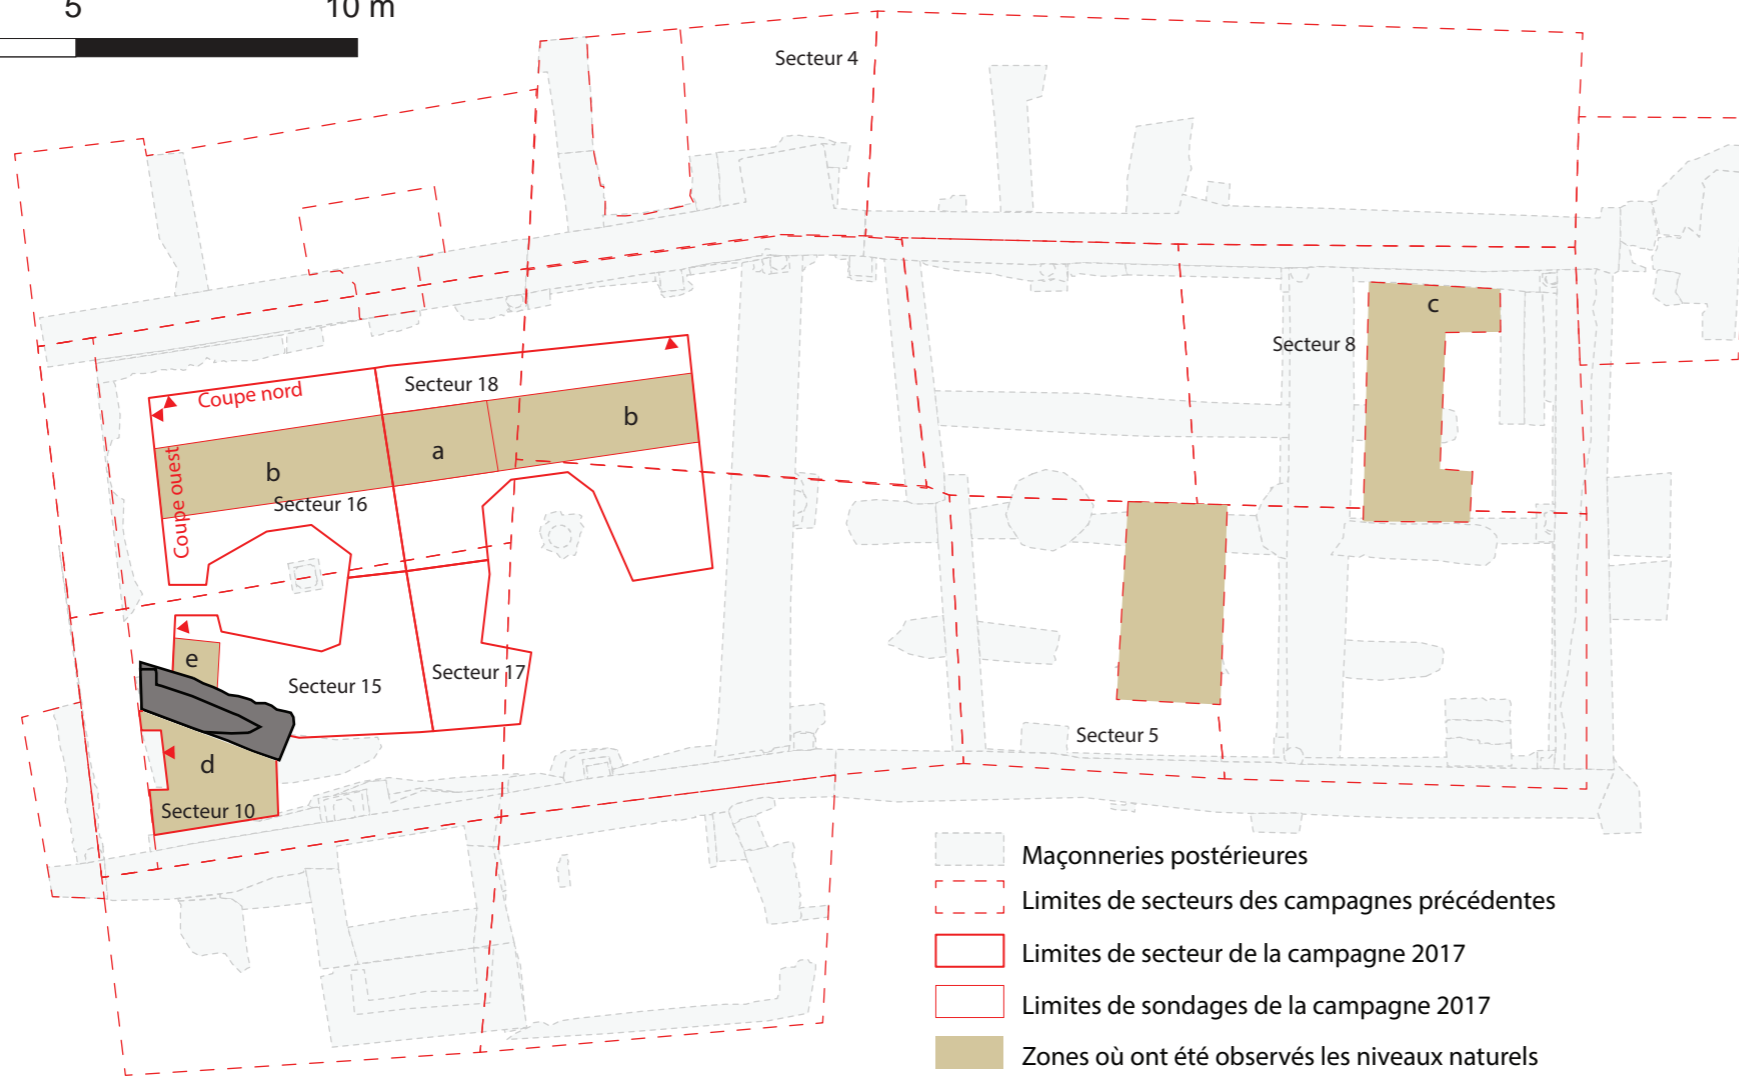 5 10 m
Secteur 4
c
Secteur 8
Coupe nord
Secteur 18
b
a
b
Coupe ouest
Secteur 16
e
Secteur 15
Secteur 17
Secteur 5
d
Secteur 10
Maçonneries postérieures
Limites de secteurs des campagnes précédentes
Limites de secteur de la campagne 2017
Limites de sondages de la campagne 2017
Zones où ont été observés les niveaux naturels